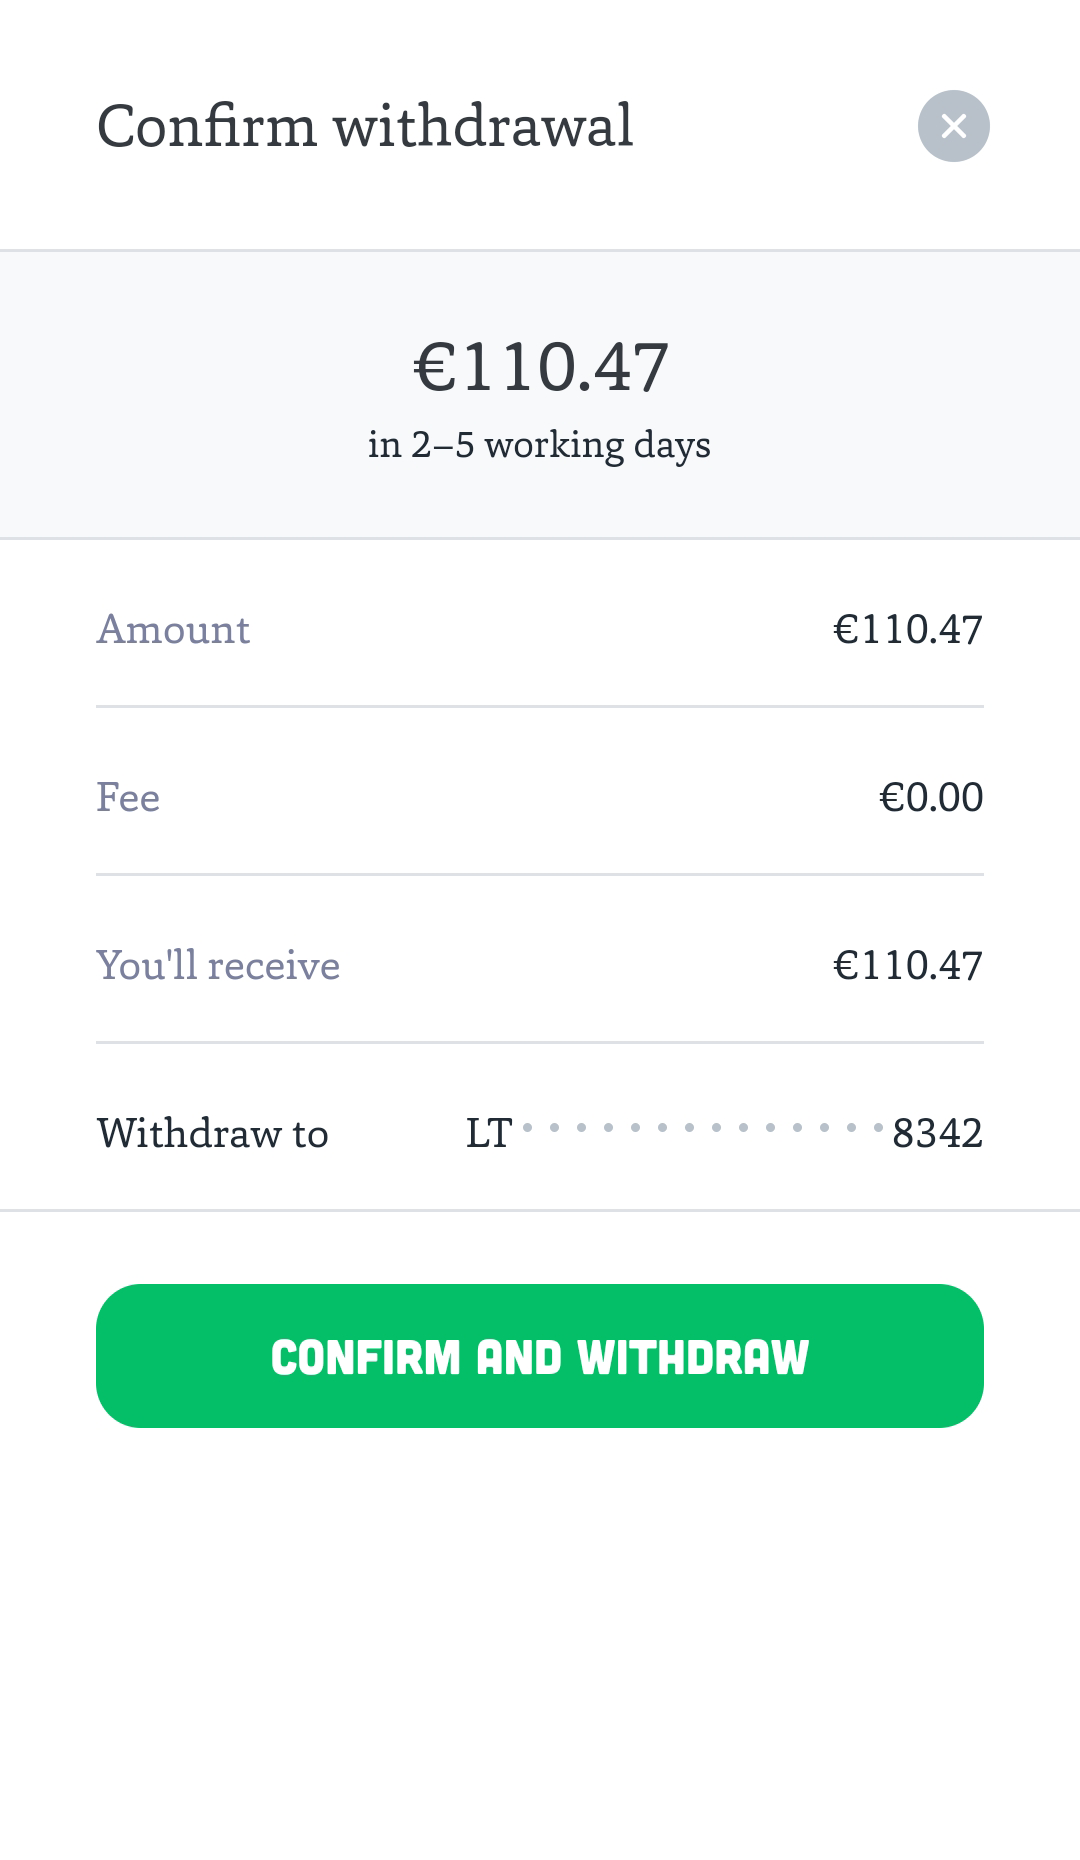 Confirm withdrawal
€110.47
in 2–5 working days
Amount €110.47
Fee €0.00
You'll receive €110.47
Withdraw to LT••••••••••••••8342
CONFIRM AND WITHDRAW